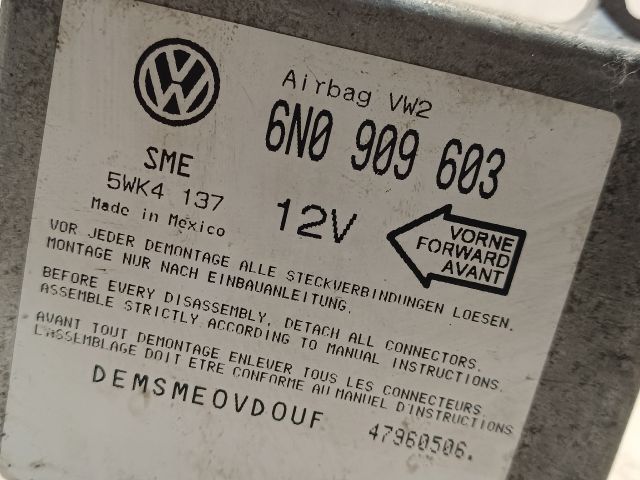 VW
Airbag VW2
6N0 909 603
SME
5WK4 137
Made in Mexico
12V
VORNE
FORWARD
AVANT
VOR JEDER DEMONTAGE ALLE STECKVERBINDUNGEN LOESEN.
MONTAGE NUR NACH EINBAUANLEITUNG.
BEFORE EVERY DISASSEMBLY, DETACH ALL CONNECTORS.
ASSEMBLE STRICTLY ACCORDING TO MANUAL INSTRUCTIONS.
AVANT TOUT DEMONTAGE ENLEVER TOUS LES CONNECTEURS
L'ASSEMBLAGE DOIT ETRE CONFORME AU MANUEL D'INSTRUCTIONS
DEMSMEOVDOUF
47960506.